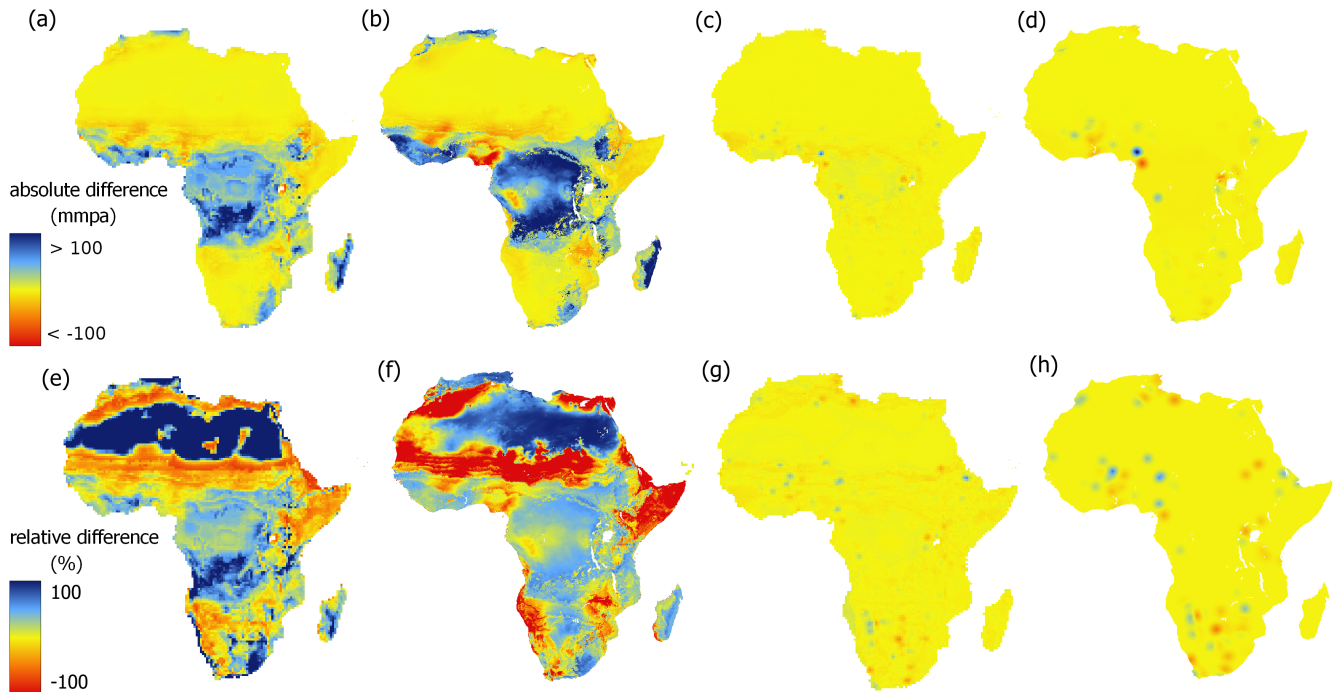 (a)
(b)
(c)
(d)
absolute difference
(mmpa)
> 100
< -100
(e)
(f)
(g)
(h)
relative difference
(%)
100
-100